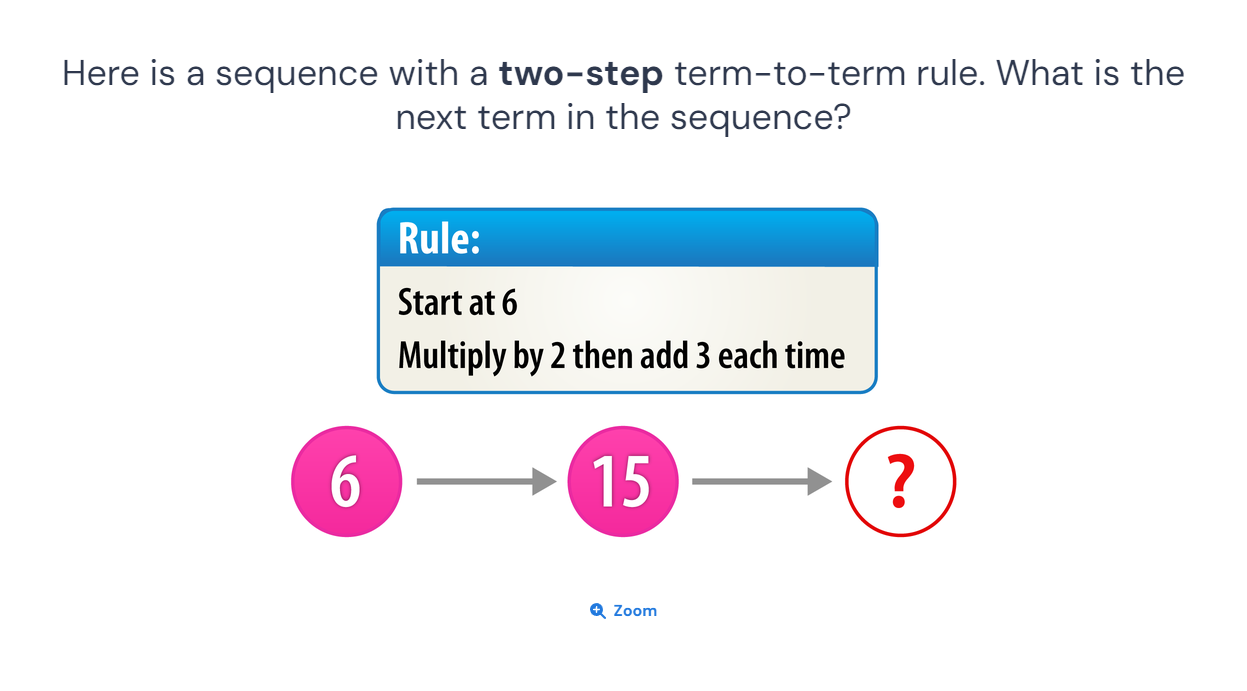 Here is a sequence with a two-step term-to-term rule. What is the
next term in the sequence?
Rule:
Start at 6
Multiply by 2 then add 3 each time
6 15 ?
Zoom